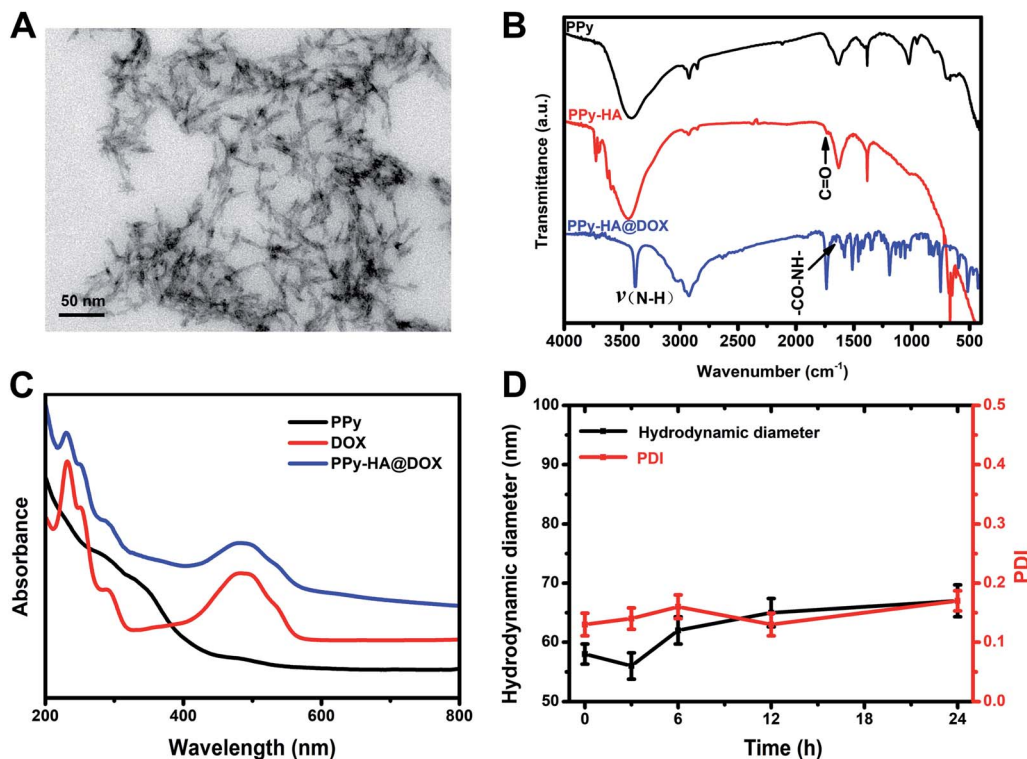 A
50 nm
B
PPy
PPy-HA
C=O
PPy-HA@DOX
ν(N-H)
-CO-NH-
Transmittance (a.u.)
4000 3500 3000 2500 2000 1500 1000 500
Wavenumber (cm⁻¹)
C
PPy
DOX
PPy-HA@DOX
Absorbance
200 400 600 800
Wavelength (nm)
D
Hydrodynamic diameter
PDI
Hydrodynamic diameter (nm)
100
90
80
70
60
50
0 6 12 18 24
Time (h)
0.5
0.4
0.3
0.2
0.1
0.0
PDI